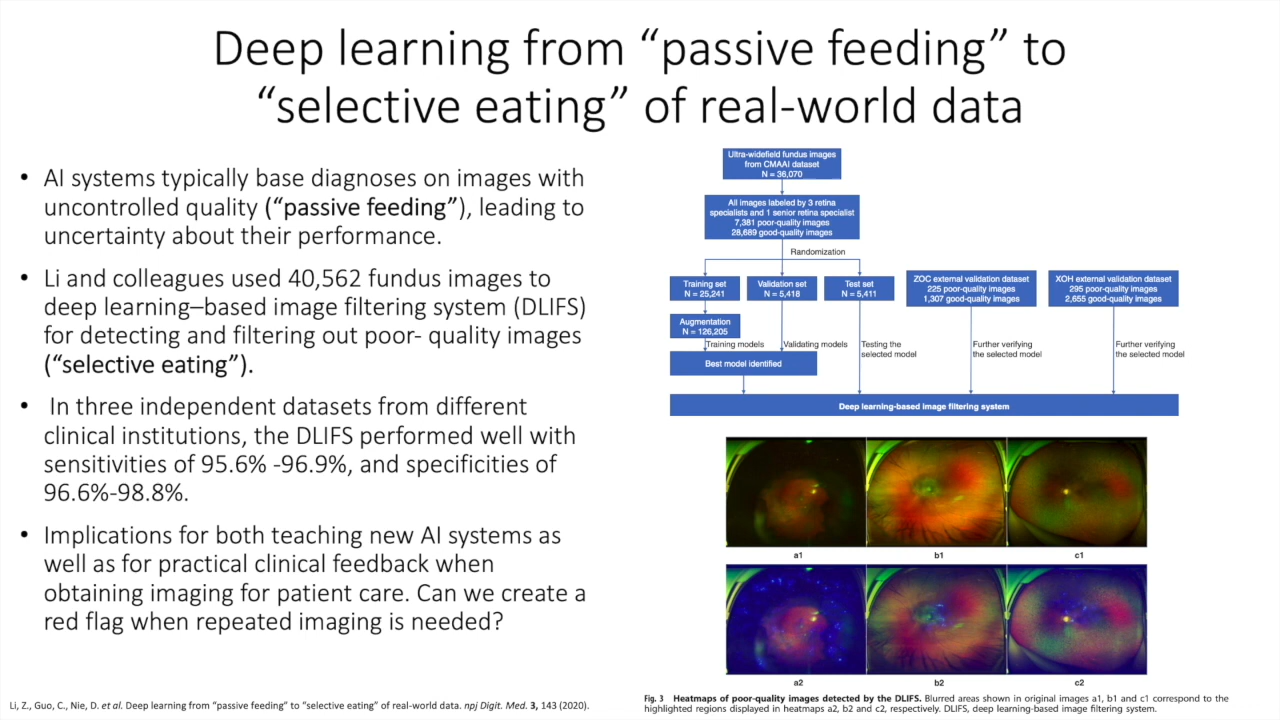 Deep learning from “passive feeding” to
“selective eating” of real-world data
• AI systems typically base diagnoses on images with
uncontrolled quality (“passive feeding”), leading to
uncertainty about their performance.
• Li and colleagues used 40,562 fundus images to
deep learning–based image filtering system (DLIFS)
for detecting and filtering out poor- quality images
(“selective eating”).
• In three independent datasets from different
clinical institutions, the DLIFS performed well with
sensitivities of 95.6% -96.9%, and specificities of
96.6%-98.8%.
• Implications for both teaching new AI systems as
well as for practical clinical feedback when
obtaining imaging for patient care. Can we create a
red flag when repeated imaging is needed?
Li, Z., Guo, C., Nie, D. et al. Deep learning from “passive feeding” to “selective eating” of real-world data. npj Digit. Med. 3, 143 (2020).
Ultra-widefield fundus images
from CMAAI dataset
N = 36,070
All images labeled by 3 retina
specialists and 1 senior retina specialist
7,381 poor-quality images
28,689 good-quality images
Randomization
Training set
N = 25,241
Validation set
N = 5,418
Test set
N = 5,411
ZOC external validation dataset
225 poor-quality images
1,307 good-quality images
XOH external validation dataset
295 poor-quality images
2,655 good-quality images
Augmentation
N = 126,205
Training models
Validating models
Testing the
selected model
Further verifying
the selected model
Further verifying
the selected model
Best model identified
Deep learning-based image filtering system
a1
b1
c1
a2
b2
c2
Fig. 3 Heatmaps of poor-quality images detected by the DLIFS. Blurred areas shown in original images a1, b1 and c1 correspond to the
highlighted regions displayed in heatmaps a2, b2 and c2, respectively. DLIFS, deep learning-based image filtering system.